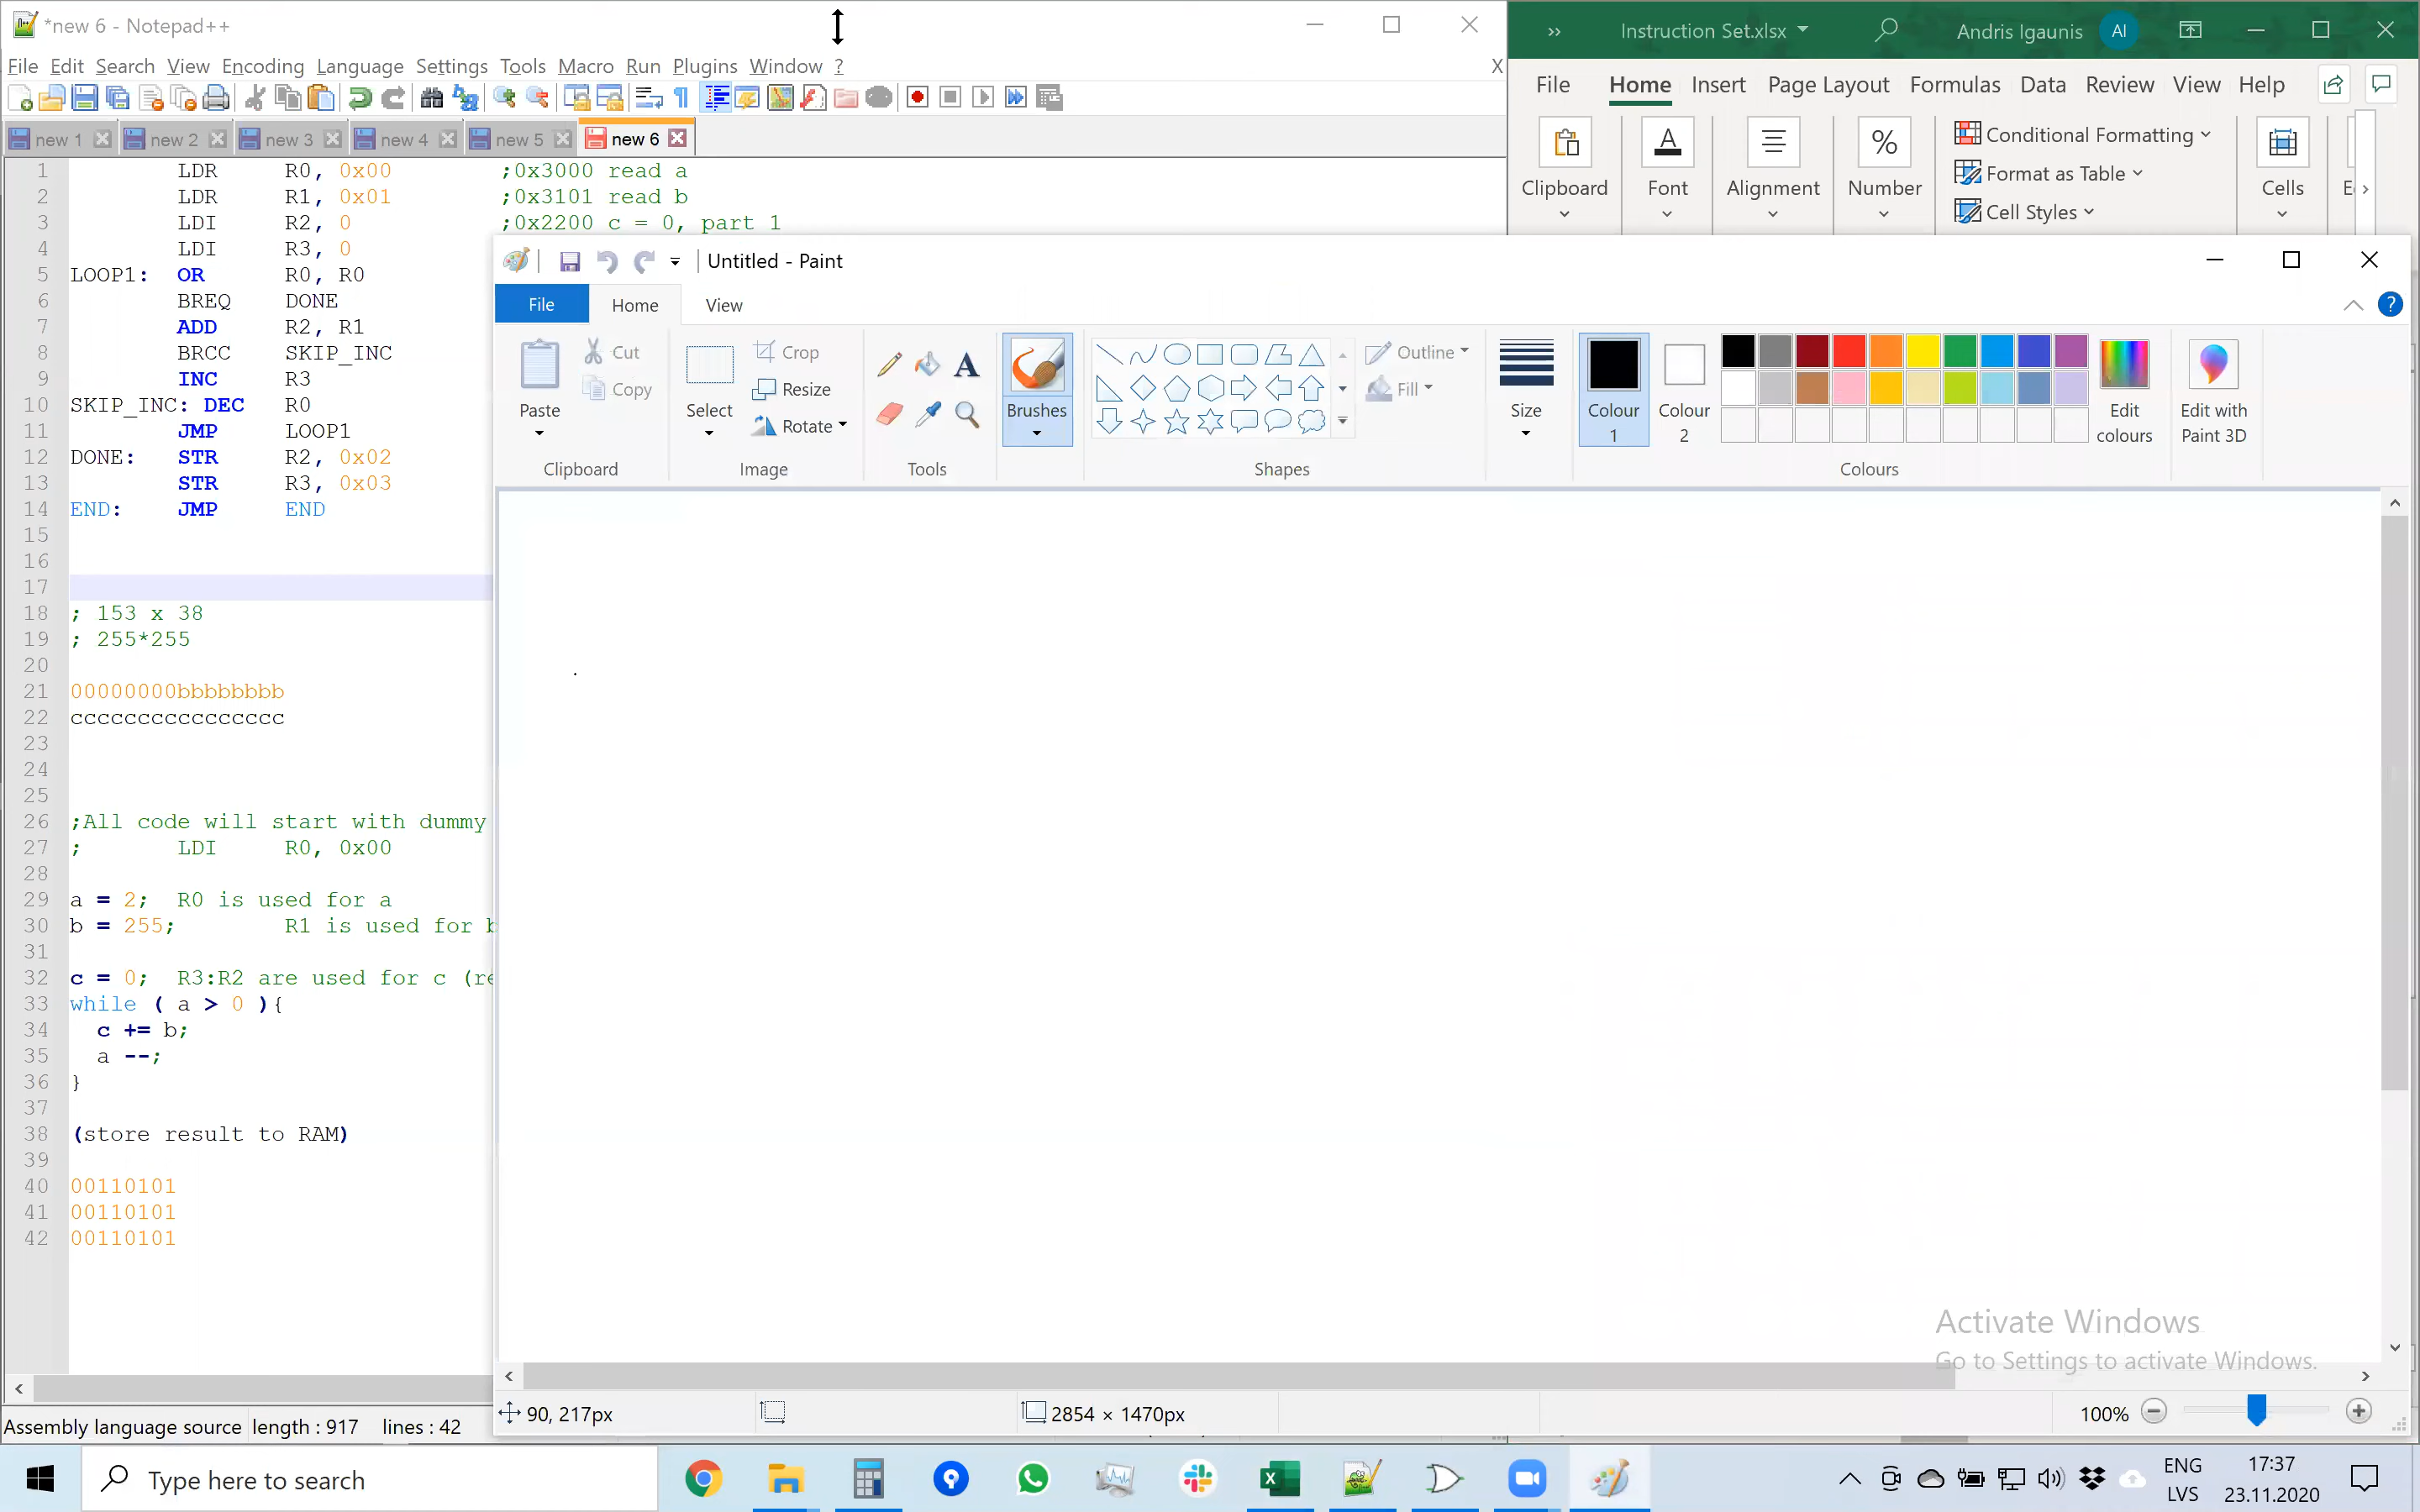 *new 6 - Notepad++
File Edit Search View Encoding Language Settings Tools Macro Run Plugins Window ? X
new 1 new 2 new 3 new 4 new 5 new 6
1 LDR R0, 0x00 ;0x3000 read a
2 LDR R1, 0x01 ;0x3101 read b
3 LDI R2, 0 ;0x2200 c = 0, part 1
4 LDI R3, 0
5 LOOP1: OR R0, R0
6 BREQ DONE
7 ADD R2, R1
8 BRCC SKIP_INC
9 INC R3
10 SKIP_INC: DEC R0
11 JMP LOOP1
12 DONE: STR R2, 0x02
13 STR R3, 0x03
14 END: JMP END
15
16
17
18 ; 153 x 38
19 ; 255*255
20
21 00000000bbbbbbbb
22 cccccccccccccccc
23
24
25
26 ;All code will start with dummy
27 ; LDI R0, 0x00
28
29 a = 2; R0 is used for a
30 b = 255; R1 is used for b
31
32 c = 0; R3:R2 are used for c (re
33 while ( a > 0 ){
34 c += b;
35 a --;
36 }
37
38 (store result to RAM)
39
40 00110101
41 00110101
42 00110101
Assembly language source length : 917 lines : 42
Instruction Set.xlsx Andris Igaunis AI
File Home Insert Page Layout Formulas Data Review View Help
Clipboard Font Alignment Number Cells
Conditional Formatting
Format as Table
Cell Styles
Untitled - Paint
File Home View
Paste Cut Copy Select Crop Resize Rotate Brushes Outline Fill Size Colour 1 Colour 2 Edit colours Edit with Paint 3D
Clipboard Image Tools Shapes Colours
Activate Windows
Go to Settings to activate Windows.
90, 217px 2854 × 1470px 100%
Type here to search
ENG 17:37
LVS 23.11.2020